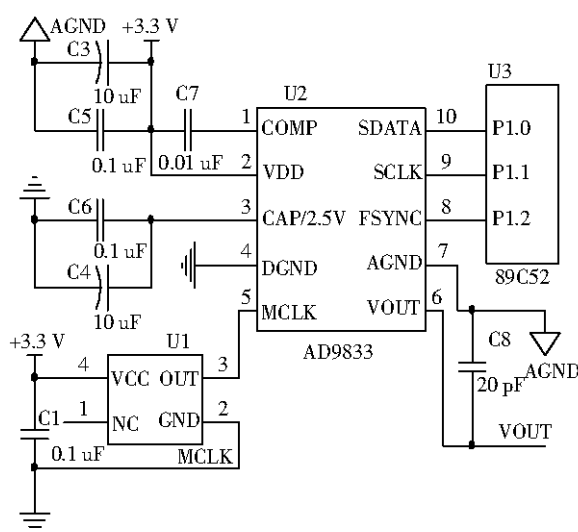 AGND
+3.3 V
C3
10 uF
C5
0.1 uF
C7
0.01 uF
U2
U3
1
COMP
SDATA
10
P1.0
2
VDD
SCLK
9
P1.1
3
CAP/2.5V
FSYNC
8
P1.2
4
DGND
AGND
7
89C52
5
MCLK
VOUT
6
AD9833
C6
0.1 uF
C4
10 uF
+3.3 V
U1
4
VCC
OUT
3
C1
1
NC
GND
2
0.1 uF
MCLK
C8
20 pF
AGND
VOUT